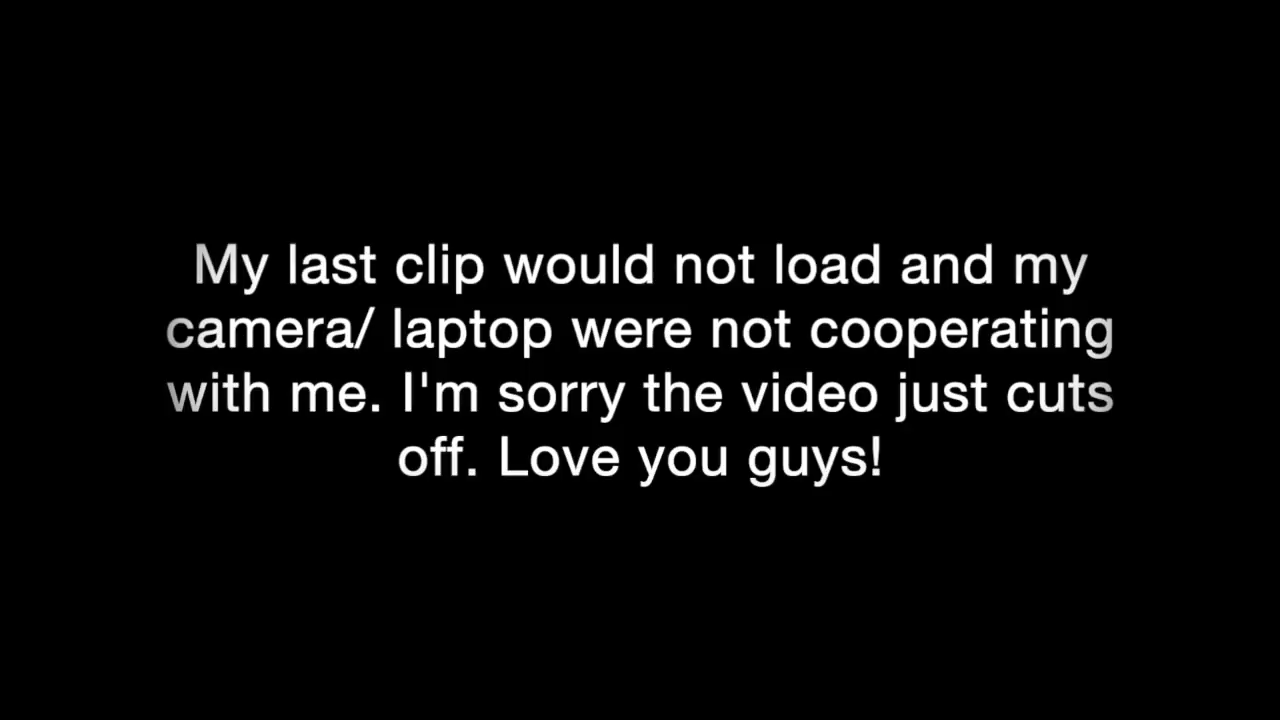 My last clip would not load and my
camera/ laptop were not cooperating
with me. I'm sorry the video just cuts
off. Love you guys!